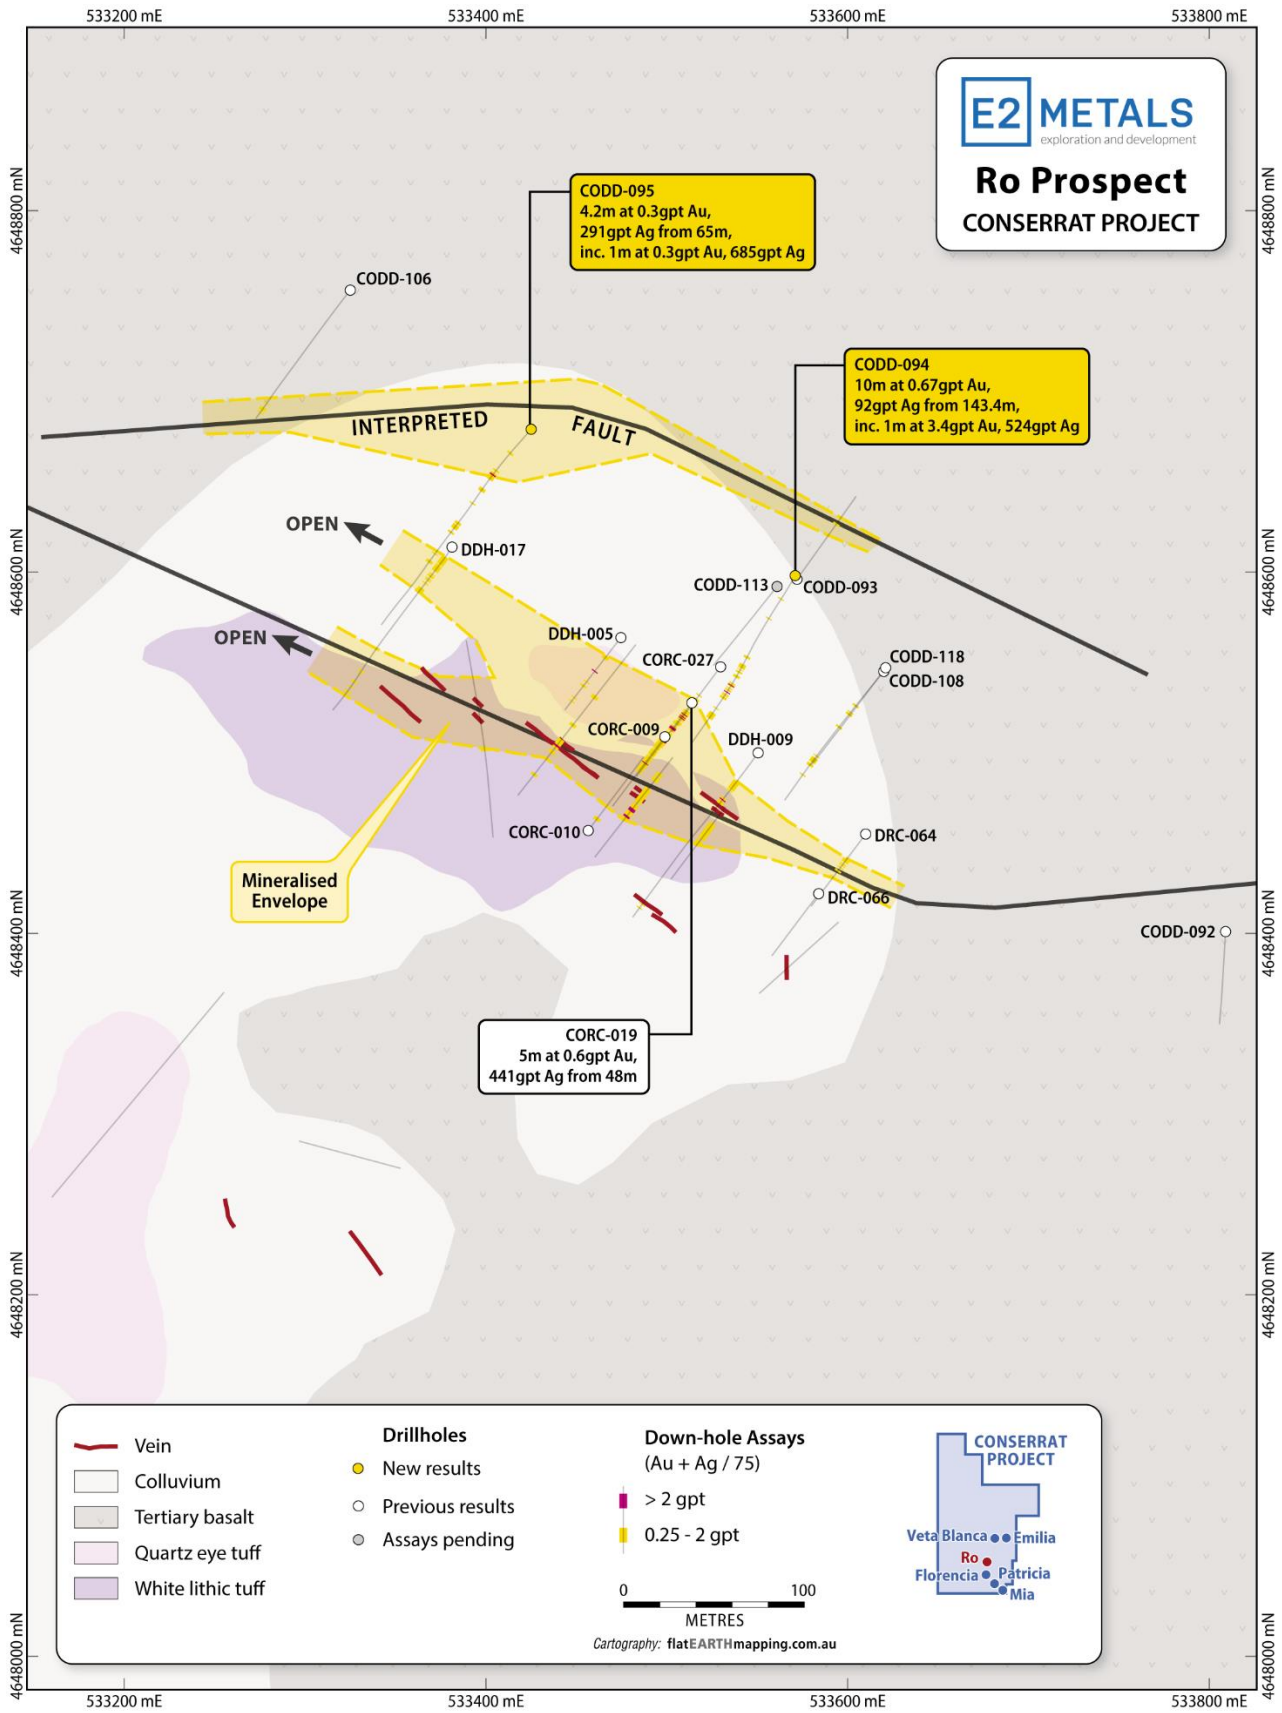 533200 mE
533400 mE
533600 mE
533800 mE
4648800 mN
4648800 mN
E2 METALS
exploration and development
Ro Prospect
CONSERRAT PROJECT
CODD-095
4.2m at 0.3gpt Au,
291gpt Ag from 65m,
inc. 1m at 0.3gpt Au, 685gpt Ag
CODD-106
CODD-094
10m at 0.67gpt Au,
92gpt Ag from 143.4m,
inc. 1m at 3.4gpt Au, 524gpt Ag
INTERPRETED FAULT
OPEN
DDH-017
4648600 mN
4648600 mN
CODD-113
CODD-093
OPEN
DDH-005
CORC-027
CODD-118
CODD-108
CORC-009
DDH-009
CORC-010
DRC-064
Mineralised
Envelope
DRC-066
CODD-092
4648400 mN
4648400 mN
CORC-019
5m at 0.6gpt Au,
441gpt Ag from 48m
4648200 mN
4648200 mN
Vein
Colluvium
Tertiary basalt
Quartz eye tuff
White lithic tuff
Drillholes
New results
Previous results
Assays pending
Down-hole Assays
(Au + Ag / 75)
> 2 gpt
0.25 - 2 gpt
0 100
METRES
Cartography: flatEARTHmapping.com.au
CONSERRAT
PROJECT
Veta Blanca
Emilia
Ro
Florencia
Patricia
Mia
4648000 mN
4648000 mN
533200 mE
533400 mE
533600 mE
533800 mE